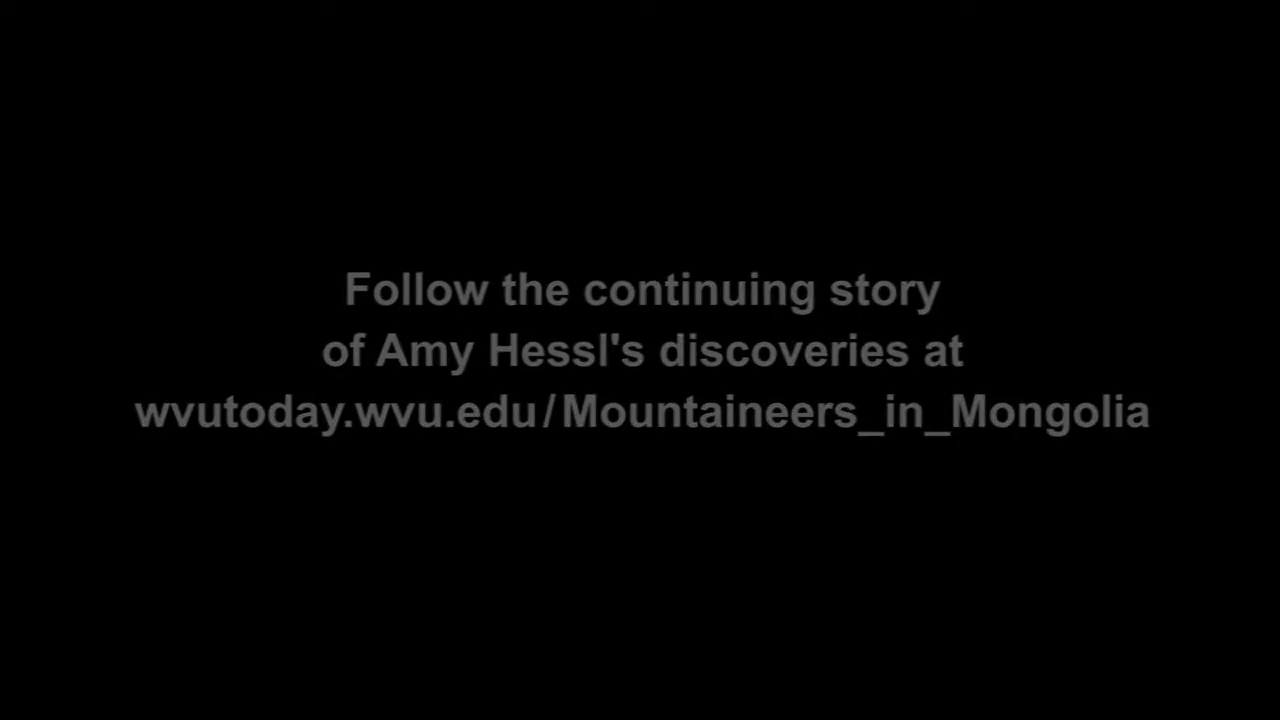 Follow the continuing story
of Amy Hessl's discoveries at
wvutoday.wvu.edu/Mountaineers_in_Mongolia